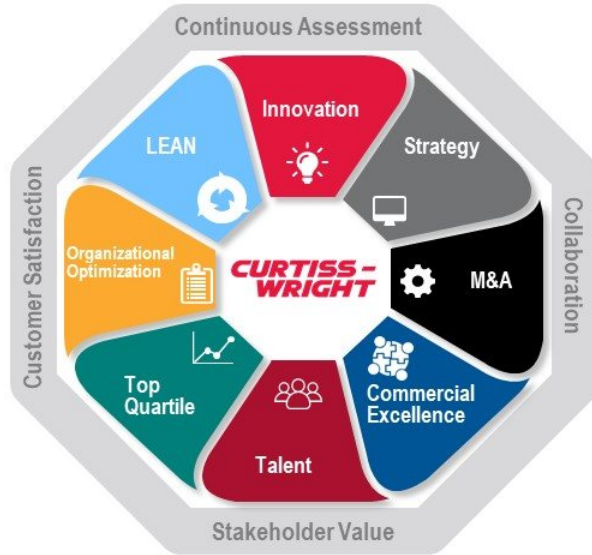 Continuous Assessment
Innovation
LEAN
Strategy
Customer Satisfaction
Organizational
Optimization
CURTISS-
WRIGHT
M&A
Collaboration
Top
Quartile
Commercial
Excellence
Talent
Stakeholder Value